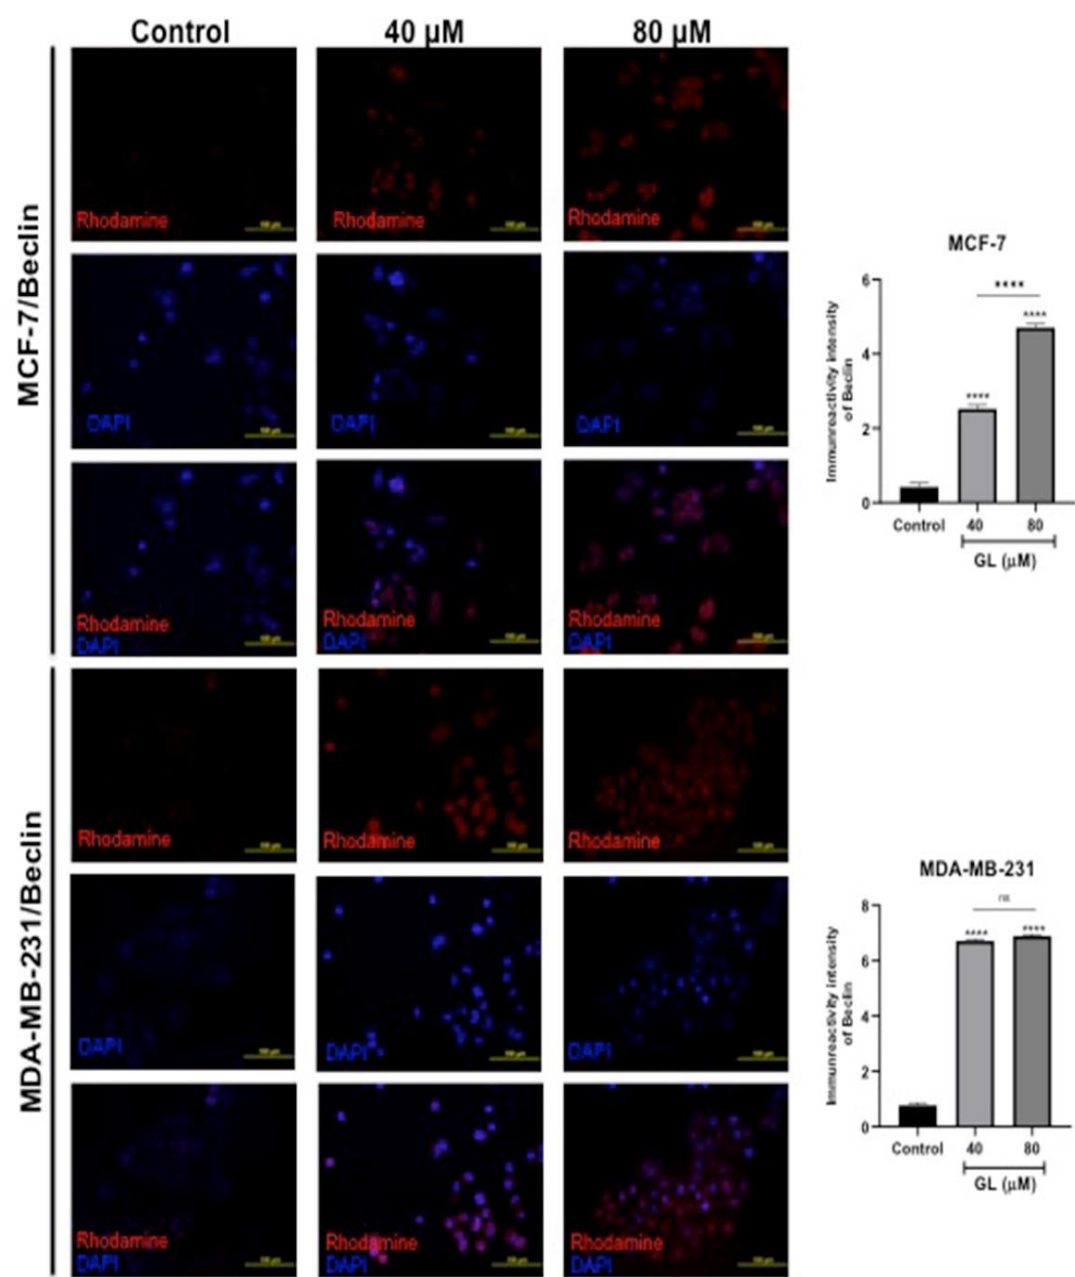 Control 40 µM 80 µM
MCF-7/Beclin
Rhodamine Rhodamine Rhodamine
DAPI DAPI DAPI
Rhodamine Rhodamine Rhodamine
DAPI DAPI DAPI
MDA-MB-231/Beclin
Rhodamine Rhodamine Rhodamine
DAPI DAPI DAPI
Rhodamine Rhodamine Rhodamine
DAPI DAPI DAPI
MCF-7
Immunreactivity intensity
of Beclin
6
4
2
0
****
****
****
Control 40 80
GL (µM)
MDA-MB-231
Immunreactivity intensity
of Beclin
8
6
4
2
0
ns
****
****
Control 40 80
GL (µM)